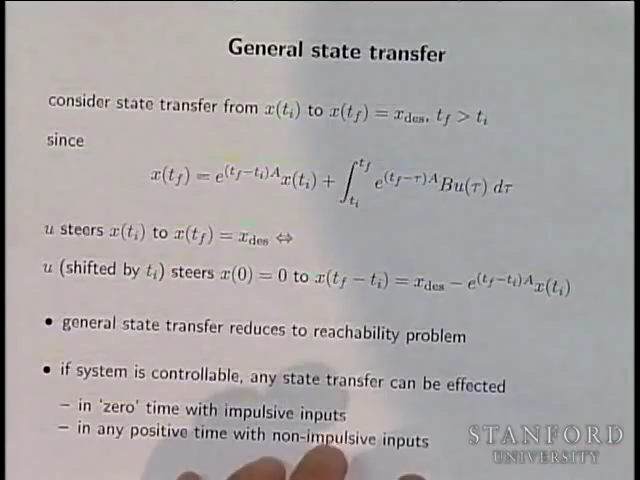 General state transfer
consider state transfer from x(t_i) to x(t_f) = x_des, t_f > t_i
since
x(t_f) = e^{(t_f−t_i)A} x(t_i) + ∫_{t_i}^{t_f} e^{(t_f−τ)A} Bu(τ) dτ
u steers x(t_i) to x(t_f) = x_des ⇔
u (shifted by t_i) steers x(0) = 0 to x(t_f − t_i) = x_des − e^{(t_f−t_i)A} x(t_i)
• general state transfer reduces to reachability problem
• if system is controllable, any state transfer can be effected
– in 'zero' time with impulsive inputs
– in any positive time with non-impulsive inputs
STANFORD
UNIVERSITY